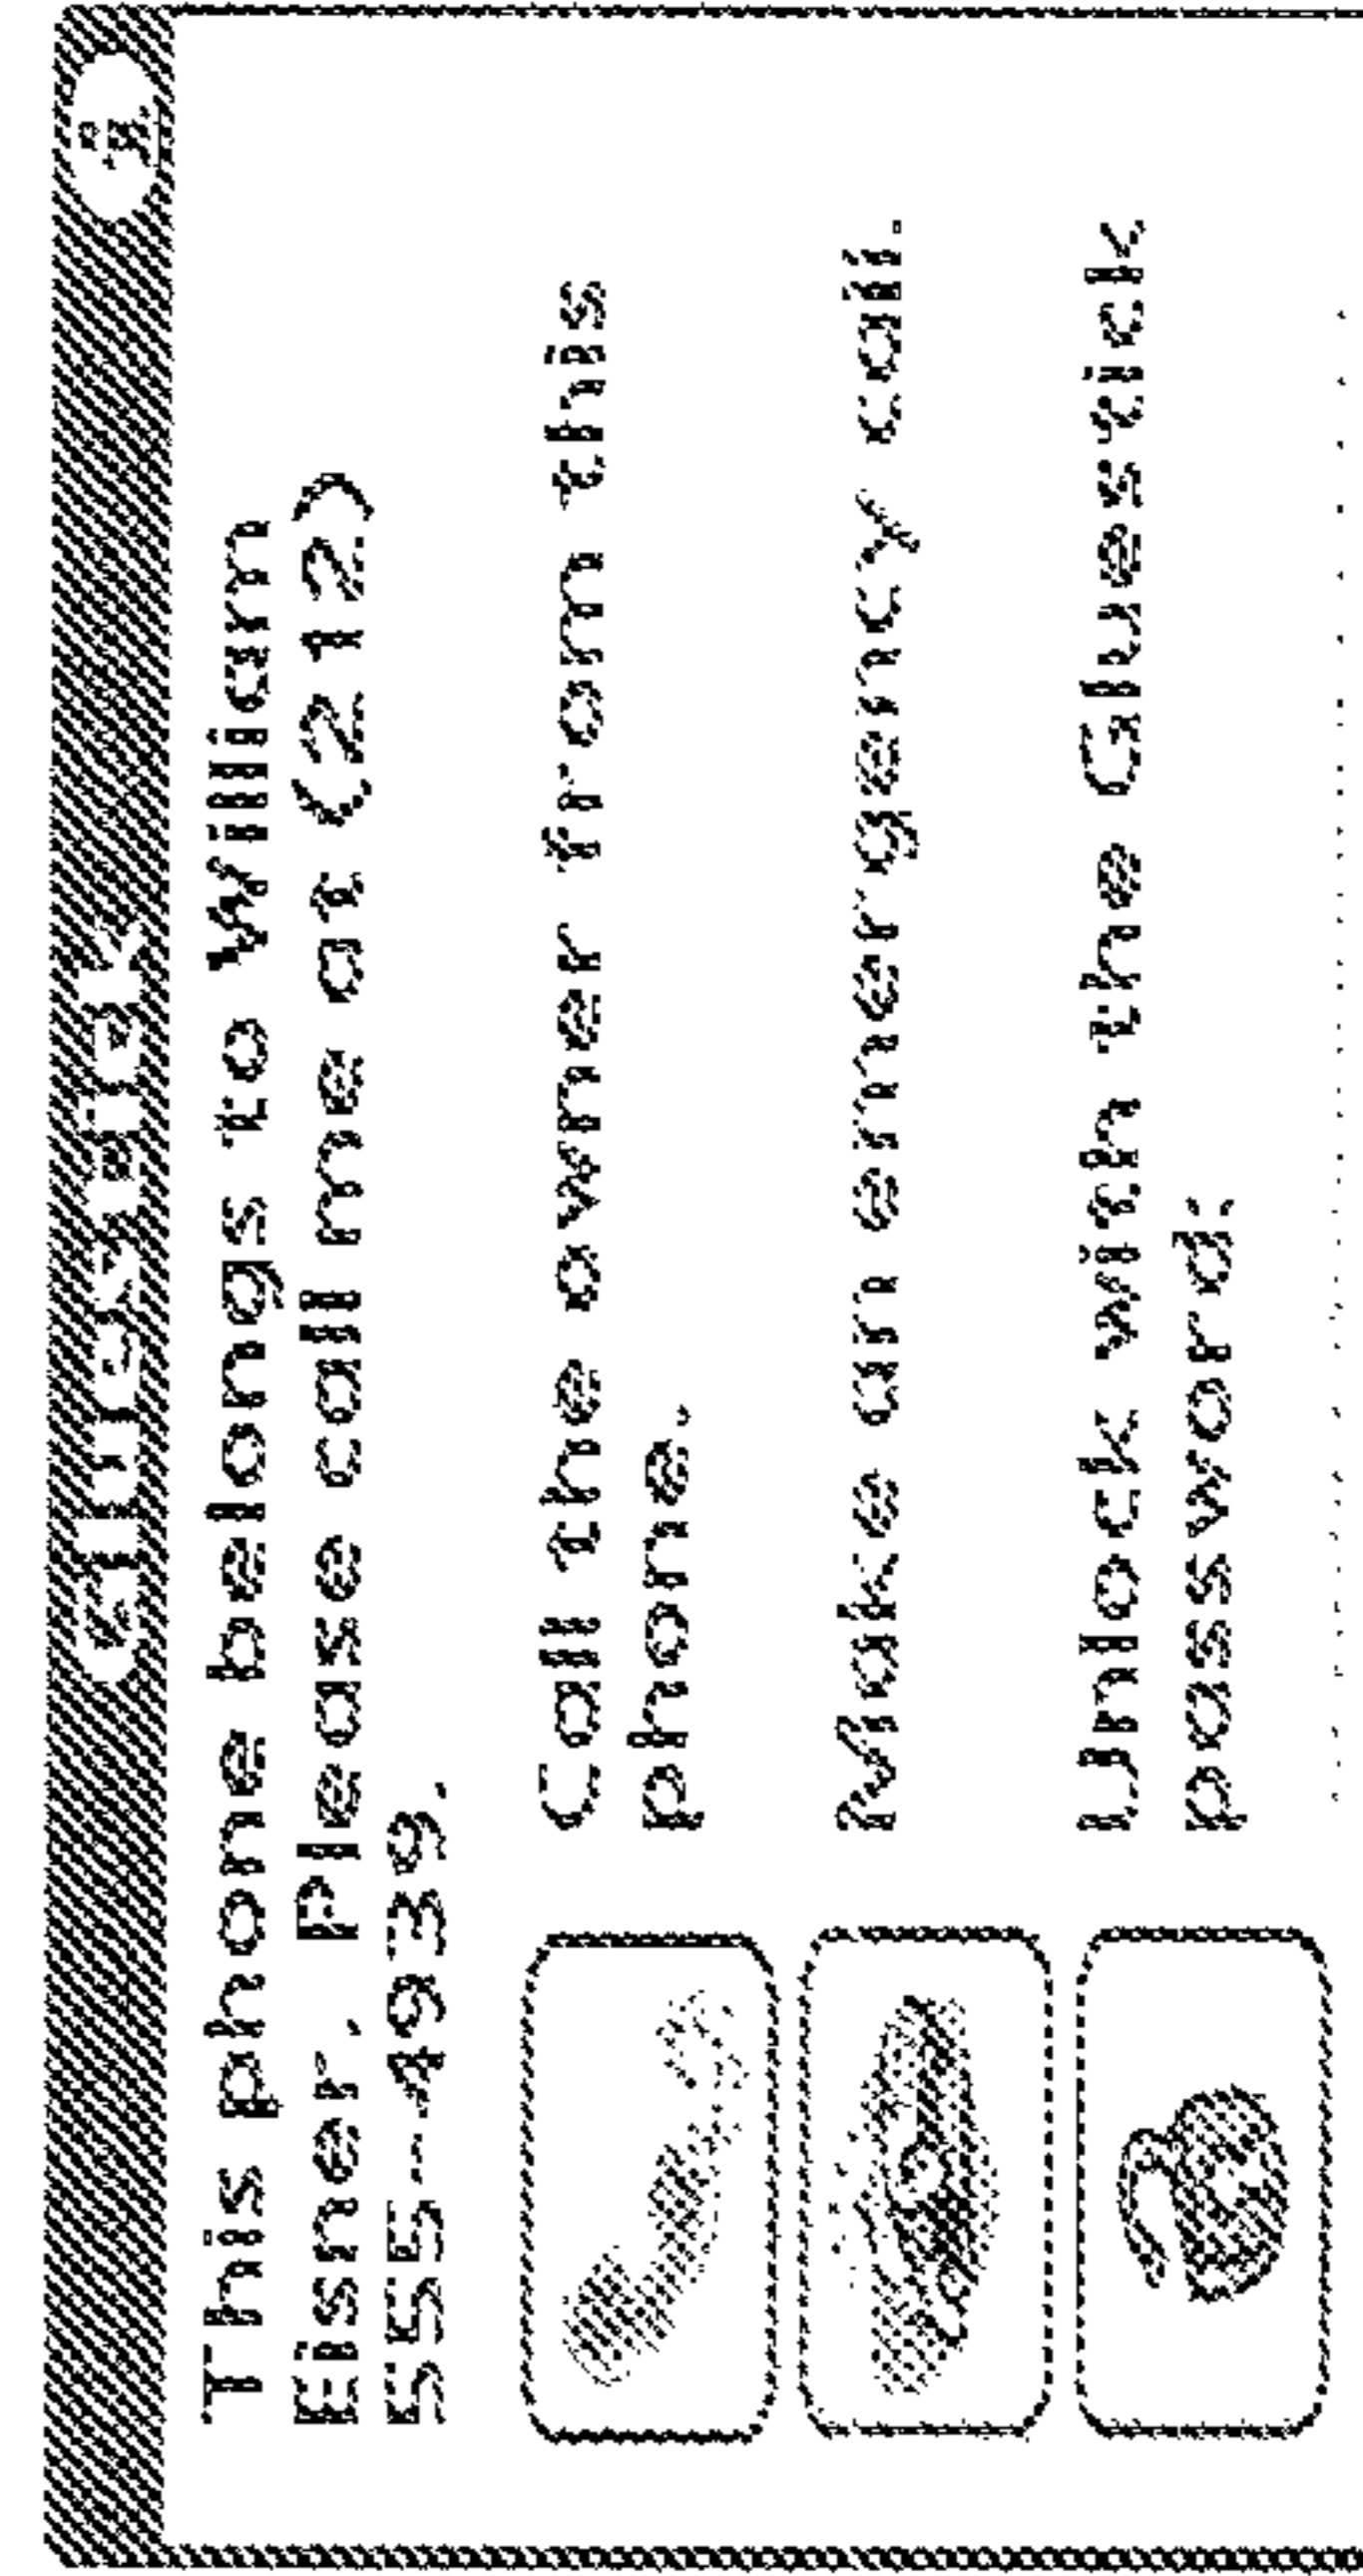 Gluestick
This phone belongs to William
Eisner. Please call me at (212)
555-4939.
Call the owner from this
phone.
Make an emergency call.
Unlock with the Gluestick
password: